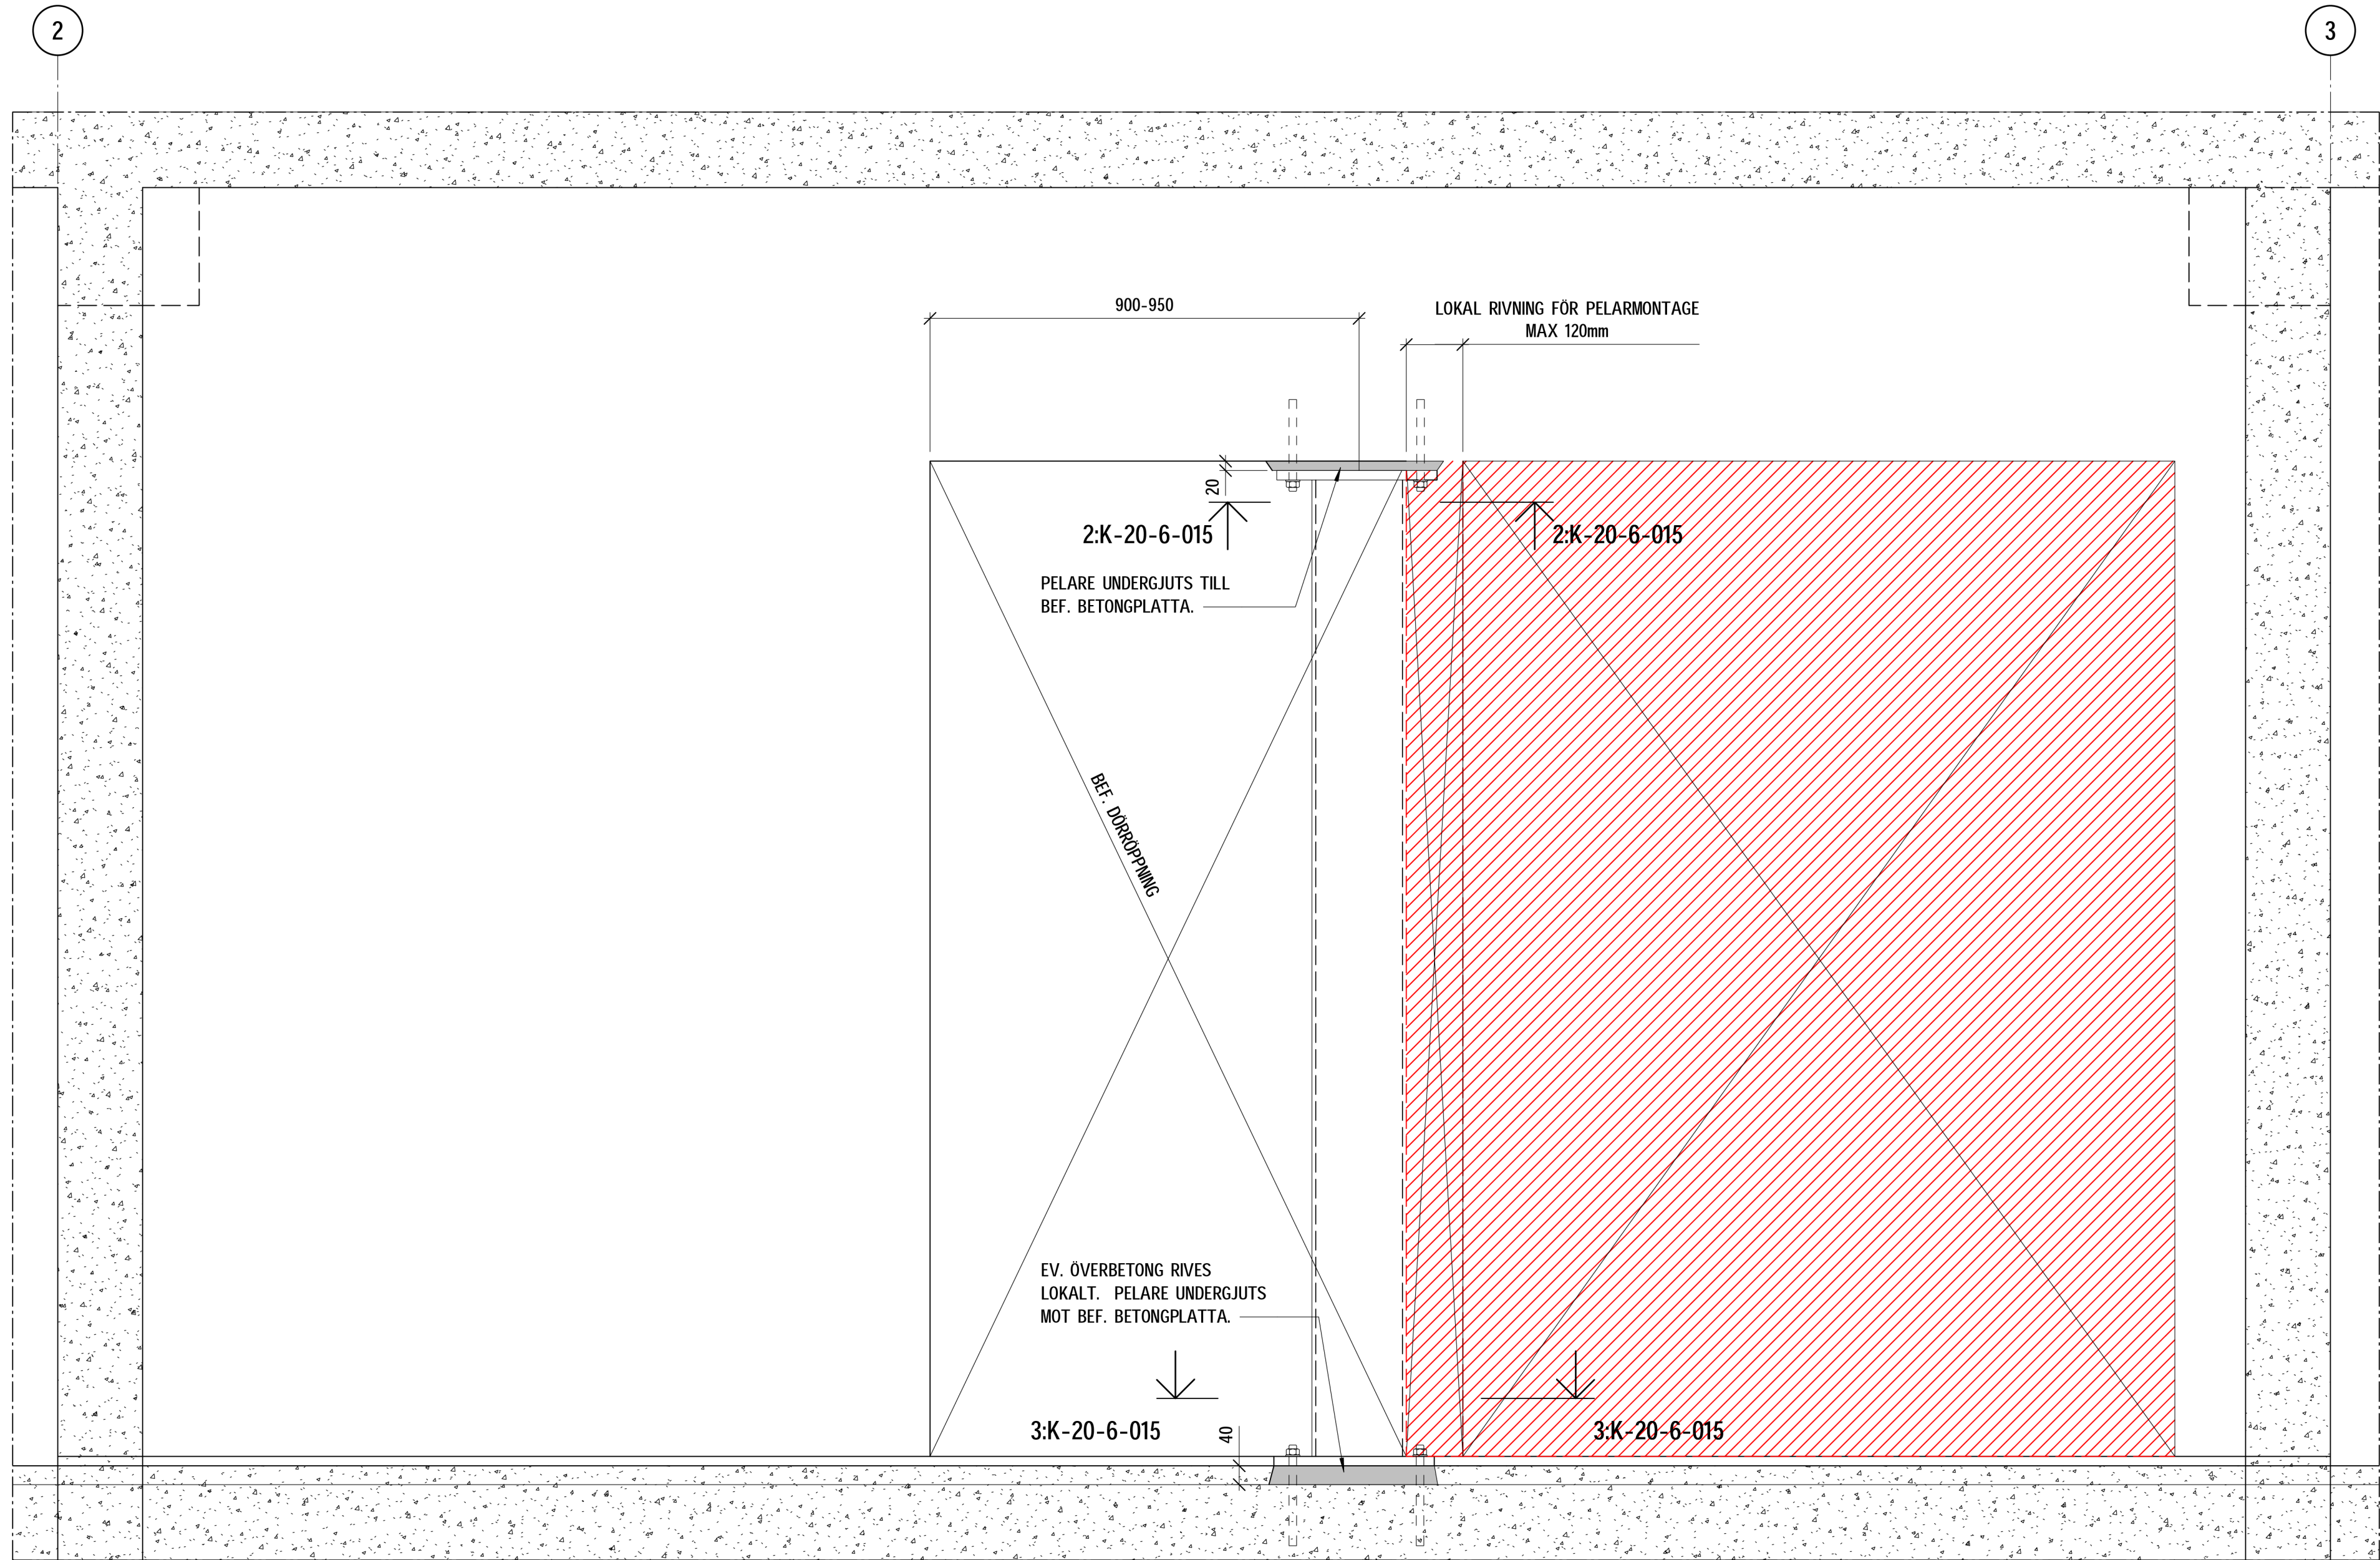 2
3
900-950
LOKAL RIVNING FÖR PELARMONTAGE
MAX 120mm
20
2:K-20-6-015
2:K-20-6-015
PELARE UNDERGJUTS TILL
BEF. BETONGPLATTA.
BEF. DÖRRÖPPNING
EV. ÖVERBETONG RIVES
LOKALT. PELARE UNDERGJUTS
MOT BEF. BETONGPLATTA.
3:K-20-6-015
40
3:K-20-6-015